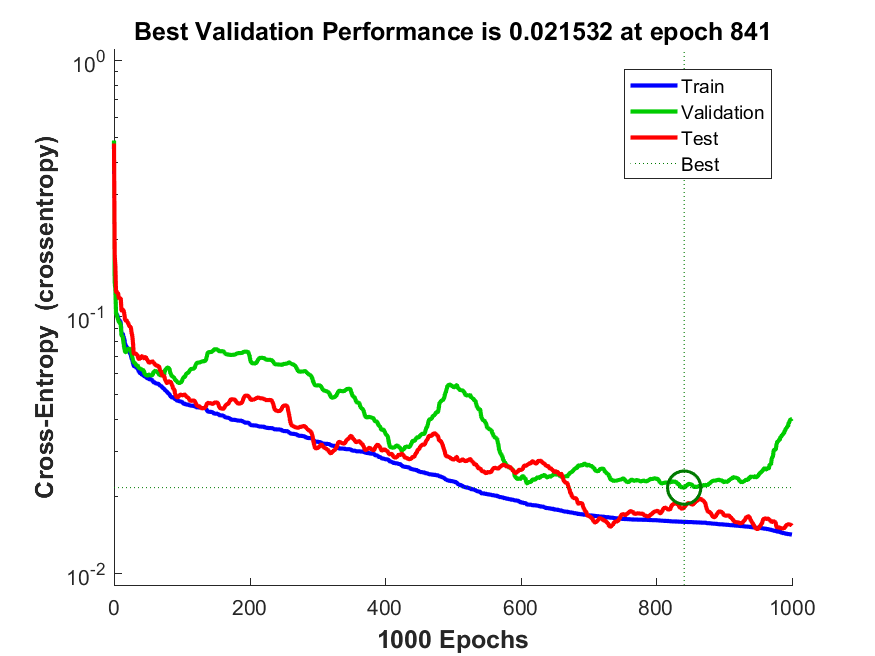 Best Validation Performance is 0.021532 at epoch 841
Cross-Entropy (crossentropy)
10^0
10^-1
10^-2
Train
Validation
Test
Best
0
200
400
600
800
1000
1000 Epochs